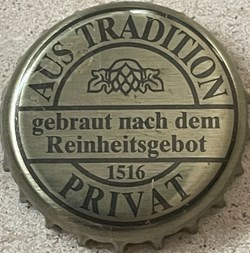 AUS TRADITION
gebraut nach dem
Reinheitsgebot
1516
PRIVAT